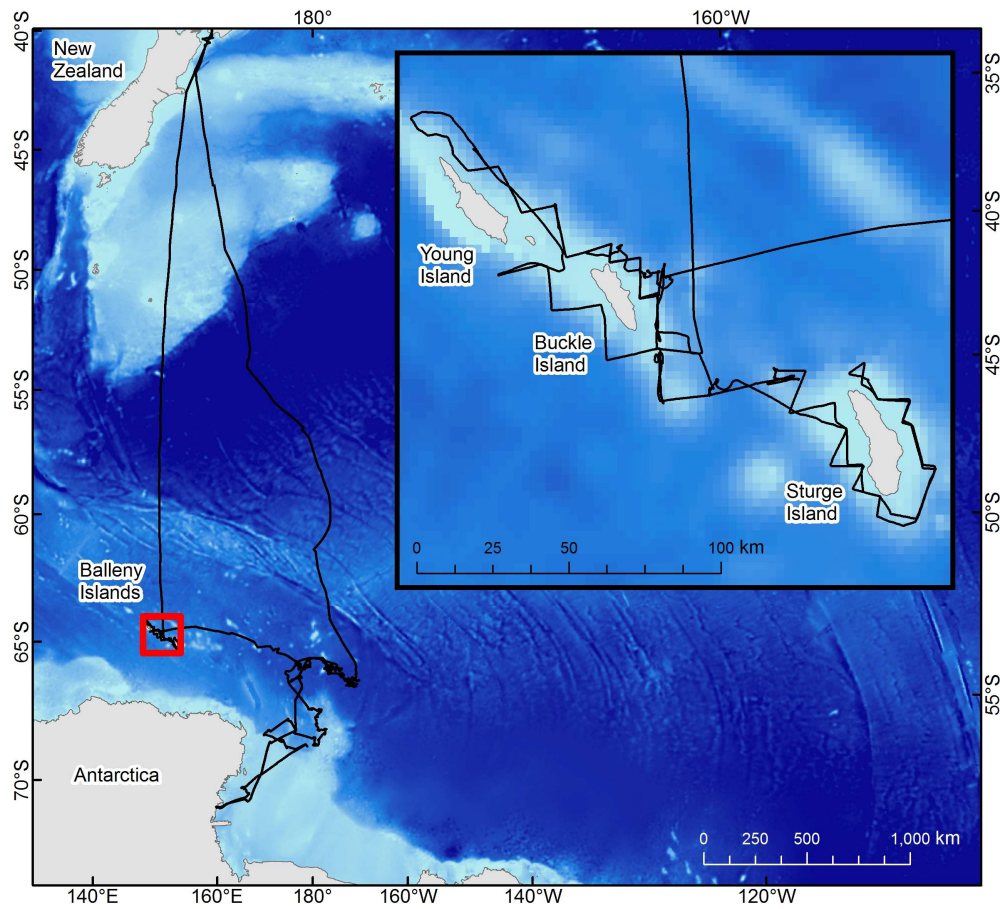 180°
160°W
40°S
New
Zealand
35°S
45°S
40°S
Young
Island
50°S
Buckle
Island
45°S
55°S
Sturge
Island
50°S
60°S
0
25
50
100 km
Balleny
Islands
65°S
55°S
Antarctica
70°S
0
250
500
1,000 km
140°E
160°E
180°
160°W
140°W
130°W
120°W